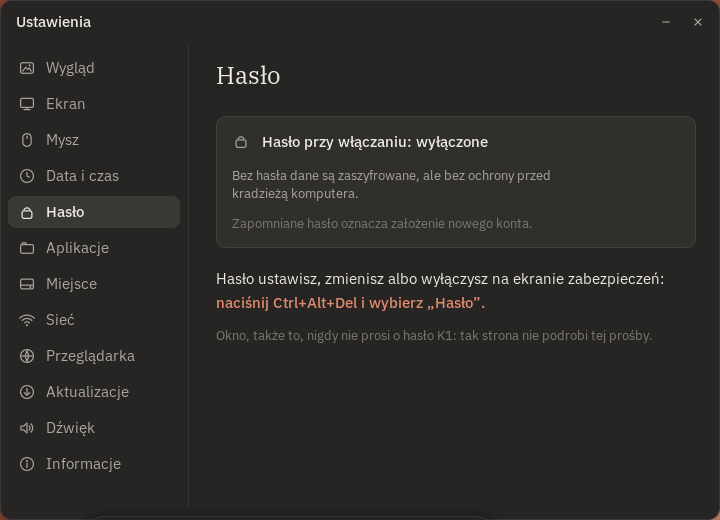 Ustawienia
Wygląd
Ekran
Mysz
Data i czas
Hasło
Aplikacje
Miejsce
Sieć
Przeglądarka
Aktualizacje
Dźwięk
Informacje
Hasło
Hasło przy włączaniu: wyłączone
Bez hasła dane są zaszyfrowane, ale bez ochrony przed
kradzieżą komputera.
Zapomniane hasło oznacza założenie nowego konta.
Hasło ustawisz, zmienisz albo wyłączysz na ekranie zabezpieczeń:
naciśnij Ctrl+Alt+Del i wybierz „Hasło”.
Okno, także to, nigdy nie prosi o hasło K1: tak strona nie podrobi tej prośby.